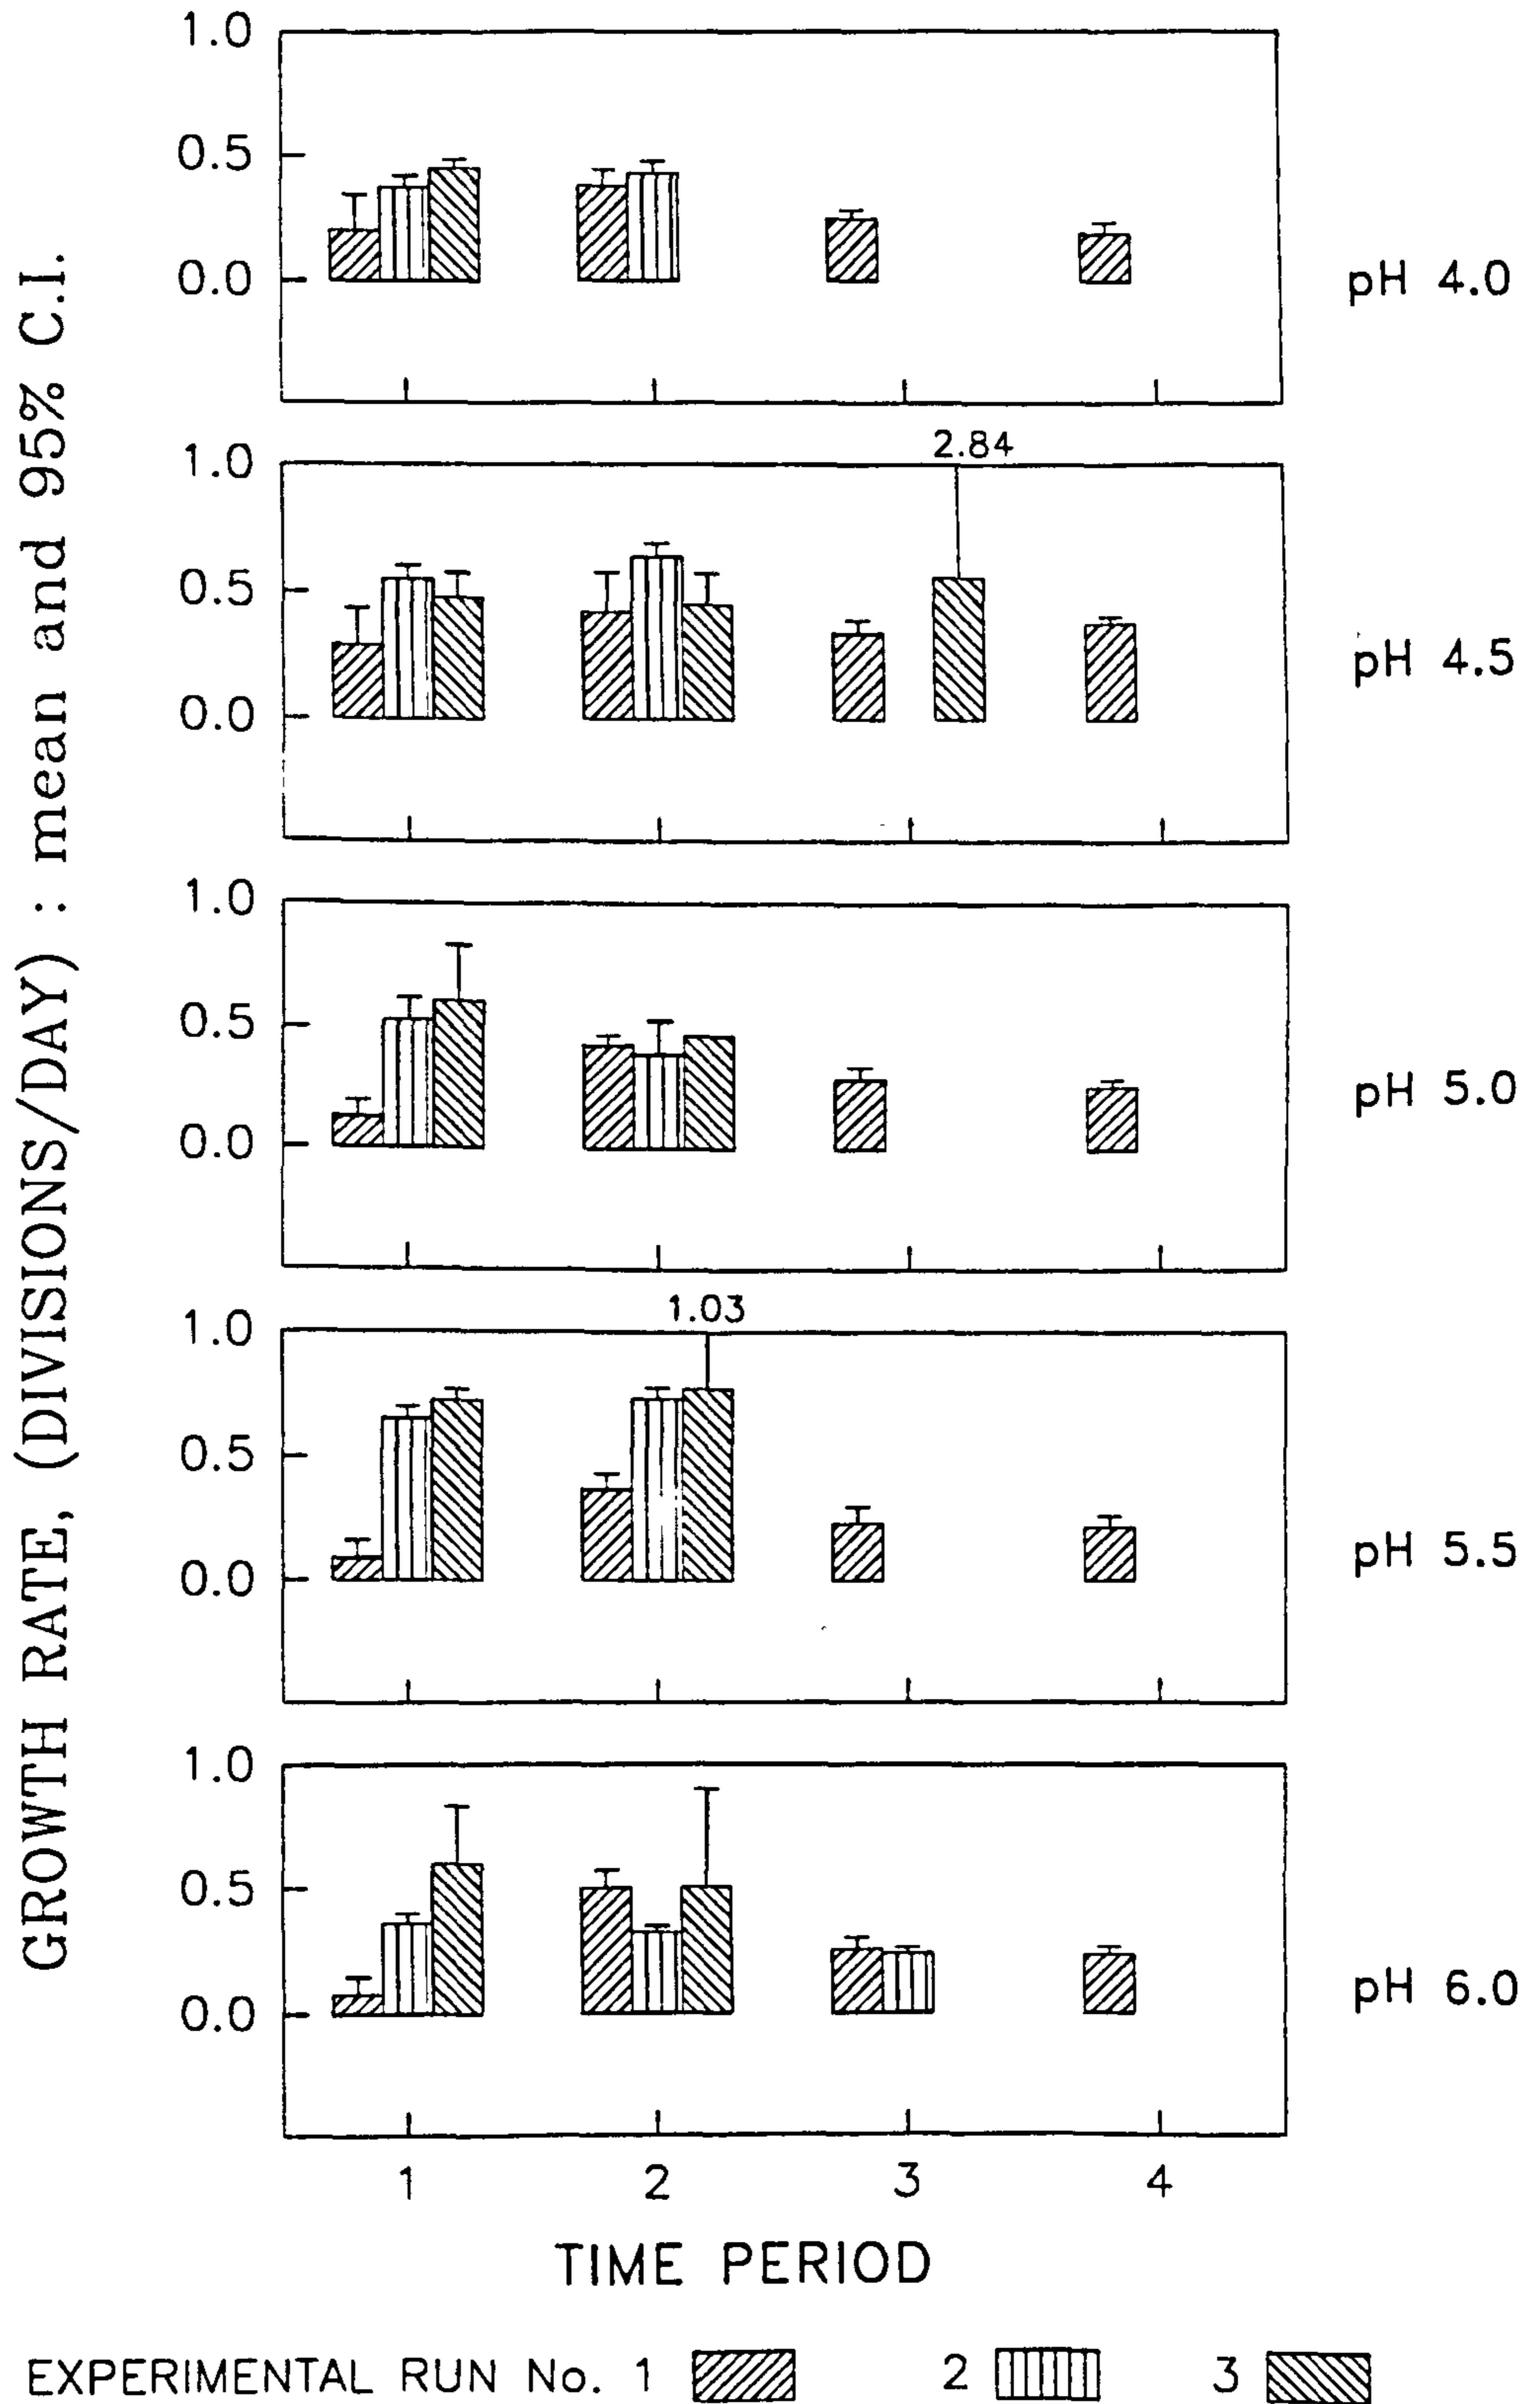 GROWTH RATE, (DIVISIONS/DAY) : mean and 95% C.I.
1.0
0.5
0.0
pH 4.0
2.84
1.0
0.5
0.0
pH 4.5
1.0
0.5
0.0
pH 5.0
1.03
1.0
0.5
0.0
pH 5.5
1.0
0.5
0.0
pH 6.0
1 2 3 4
TIME PERIOD
EXPERIMENTAL RUN No. 1 2 3